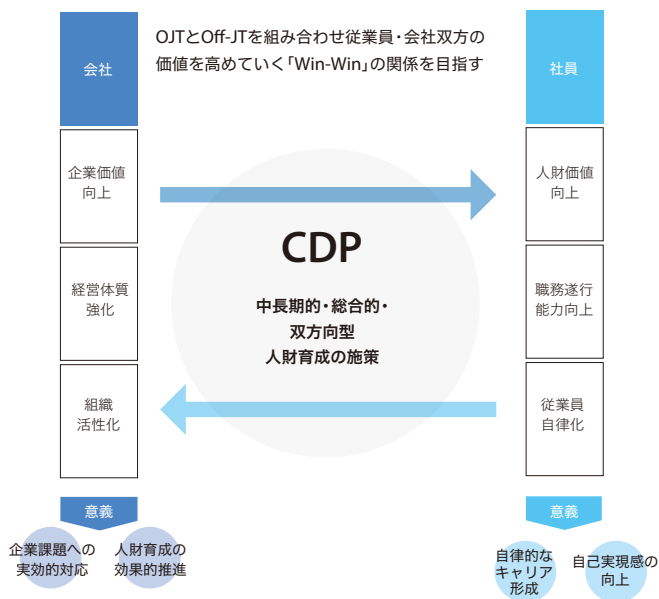 OJTとOff-JTを組み合わせ従業員・会社双方の
価値を高めていく「Win-Win」の関係を目指す
会社
企業価値
向上
経営体質
強化
組織
活性化
意義
企業課題への
実効的対応
人財育成の
効果的推進
CDP
中長期的・総合的・
双方向型
人財育成の施策
社員
人財価値
向上
職務遂行
能力向上
従業員
自律化
意義
自律的な
キャリア
形成
自己実現感の
向上